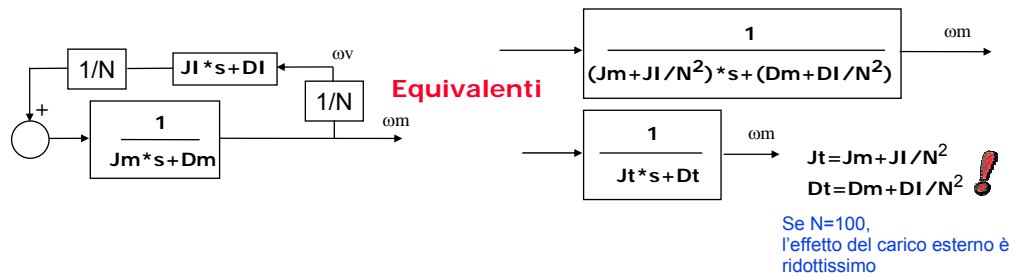 1/N
Jl*s+Dl
ωv
1/N
+
1
Jm*s+Dm
ωm
Equivalenti
1
(Jm+Jl/N²)*s+(Dm+Dl/N²)
ωm
1
Jt*s+Dt
ωm
Jt=Jm+Jl/N²
Dt=Dm+Dl/N²
!
Se N=100,
l'effetto del carico esterno è
ridottissimo